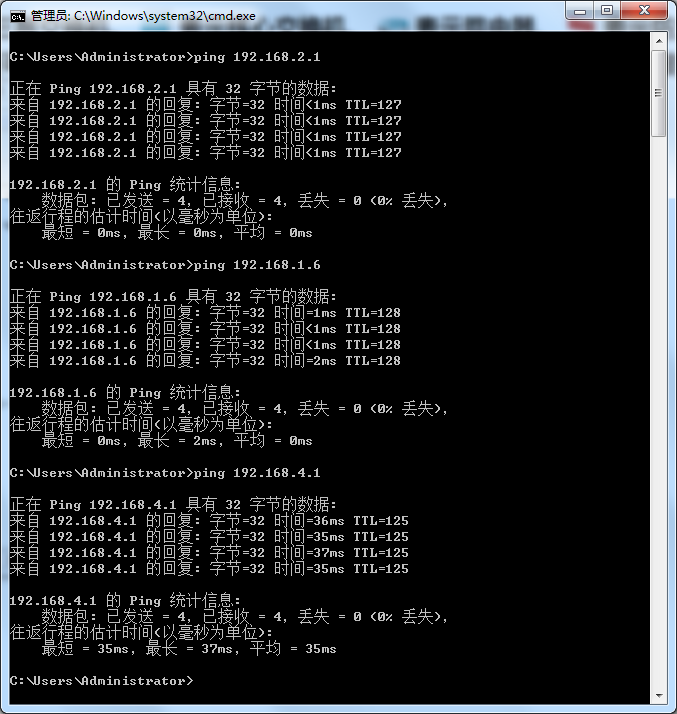 管理员: C:\Windows\system32\cmd.exe
C:\Users\Administrator>ping 192.168.2.1
正在 Ping 192.168.2.1 具有 32 字节的数据:
来自 192.168.2.1 的回复: 字节=32 时间<1ms TTL=127
来自 192.168.2.1 的回复: 字节=32 时间<1ms TTL=127
来自 192.168.2.1 的回复: 字节=32 时间<1ms TTL=127
来自 192.168.2.1 的回复: 字节=32 时间<1ms TTL=127
192.168.2.1 的 Ping 统计信息:
数据包: 已发送 = 4, 已接收 = 4, 丢失 = 0 (0% 丢失),
往返行程的估计时间(以毫秒为单位):
最短 = 0ms, 最长 = 0ms, 平均 = 0ms
C:\Users\Administrator>ping 192.168.1.6
正在 Ping 192.168.1.6 具有 32 字节的数据:
来自 192.168.1.6 的回复: 字节=32 时间=1ms TTL=128
来自 192.168.1.6 的回复: 字节=32 时间<1ms TTL=128
来自 192.168.1.6 的回复: 字节=32 时间<1ms TTL=128
来自 192.168.1.6 的回复: 字节=32 时间=2ms TTL=128
192.168.1.6 的 Ping 统计信息:
数据包: 已发送 = 4, 已接收 = 4, 丢失 = 0 (0% 丢失),
往返行程的估计时间(以毫秒为单位):
最短 = 0ms, 最长 = 2ms, 平均 = 0ms
C:\Users\Administrator>ping 192.168.4.1
正在 Ping 192.168.4.1 具有 32 字节的数据:
来自 192.168.4.1 的回复: 字节=32 时间=36ms TTL=125
来自 192.168.4.1 的回复: 字节=32 时间=35ms TTL=125
来自 192.168.4.1 的回复: 字节=32 时间=37ms TTL=125
来自 192.168.4.1 的回复: 字节=32 时间=35ms TTL=125
192.168.4.1 的 Ping 统计信息:
数据包: 已发送 = 4, 已接收 = 4, 丢失 = 0 (0% 丢失),
往返行程的估计时间(以毫秒为单位):
最短 = 35ms, 最长 = 37ms, 平均 = 35ms
C:\Users\Administrator>